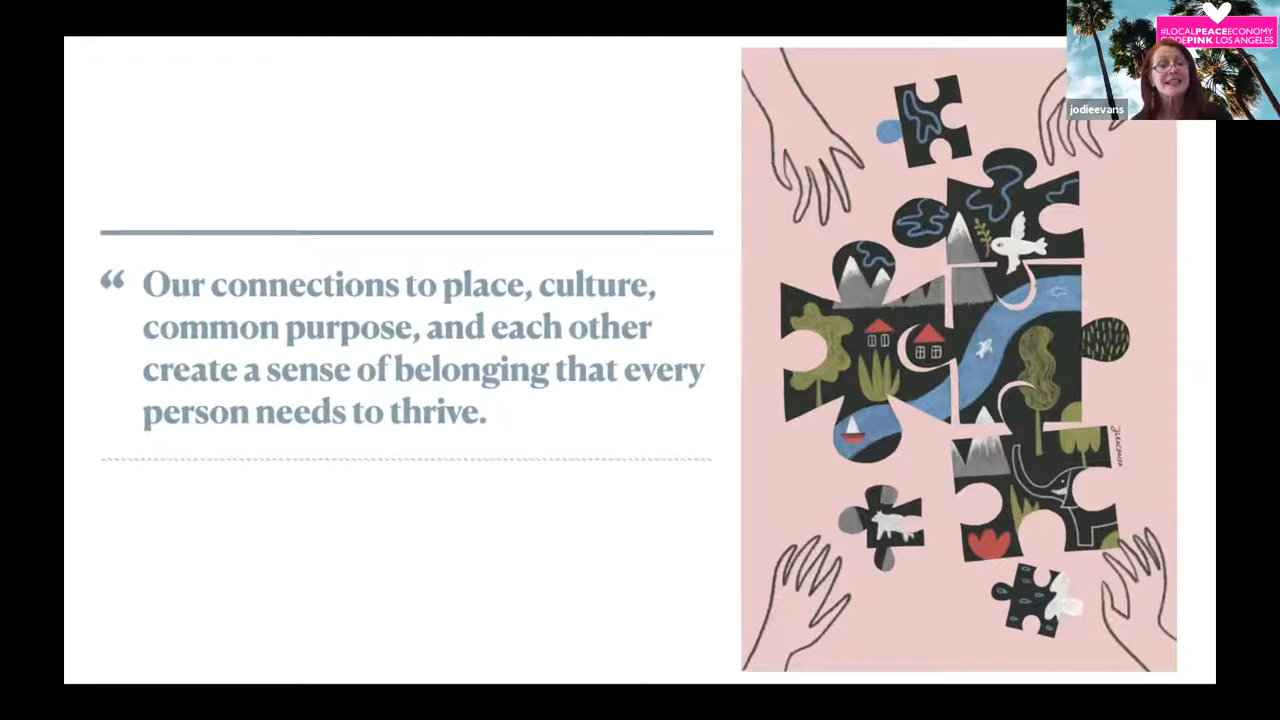 #LOCALPEACEECONOMY
CODEPINK LOS ANGELES
jodieevans
“ Our connections to place, culture,
common purpose, and each other
create a sense of belonging that every
person needs to thrive.